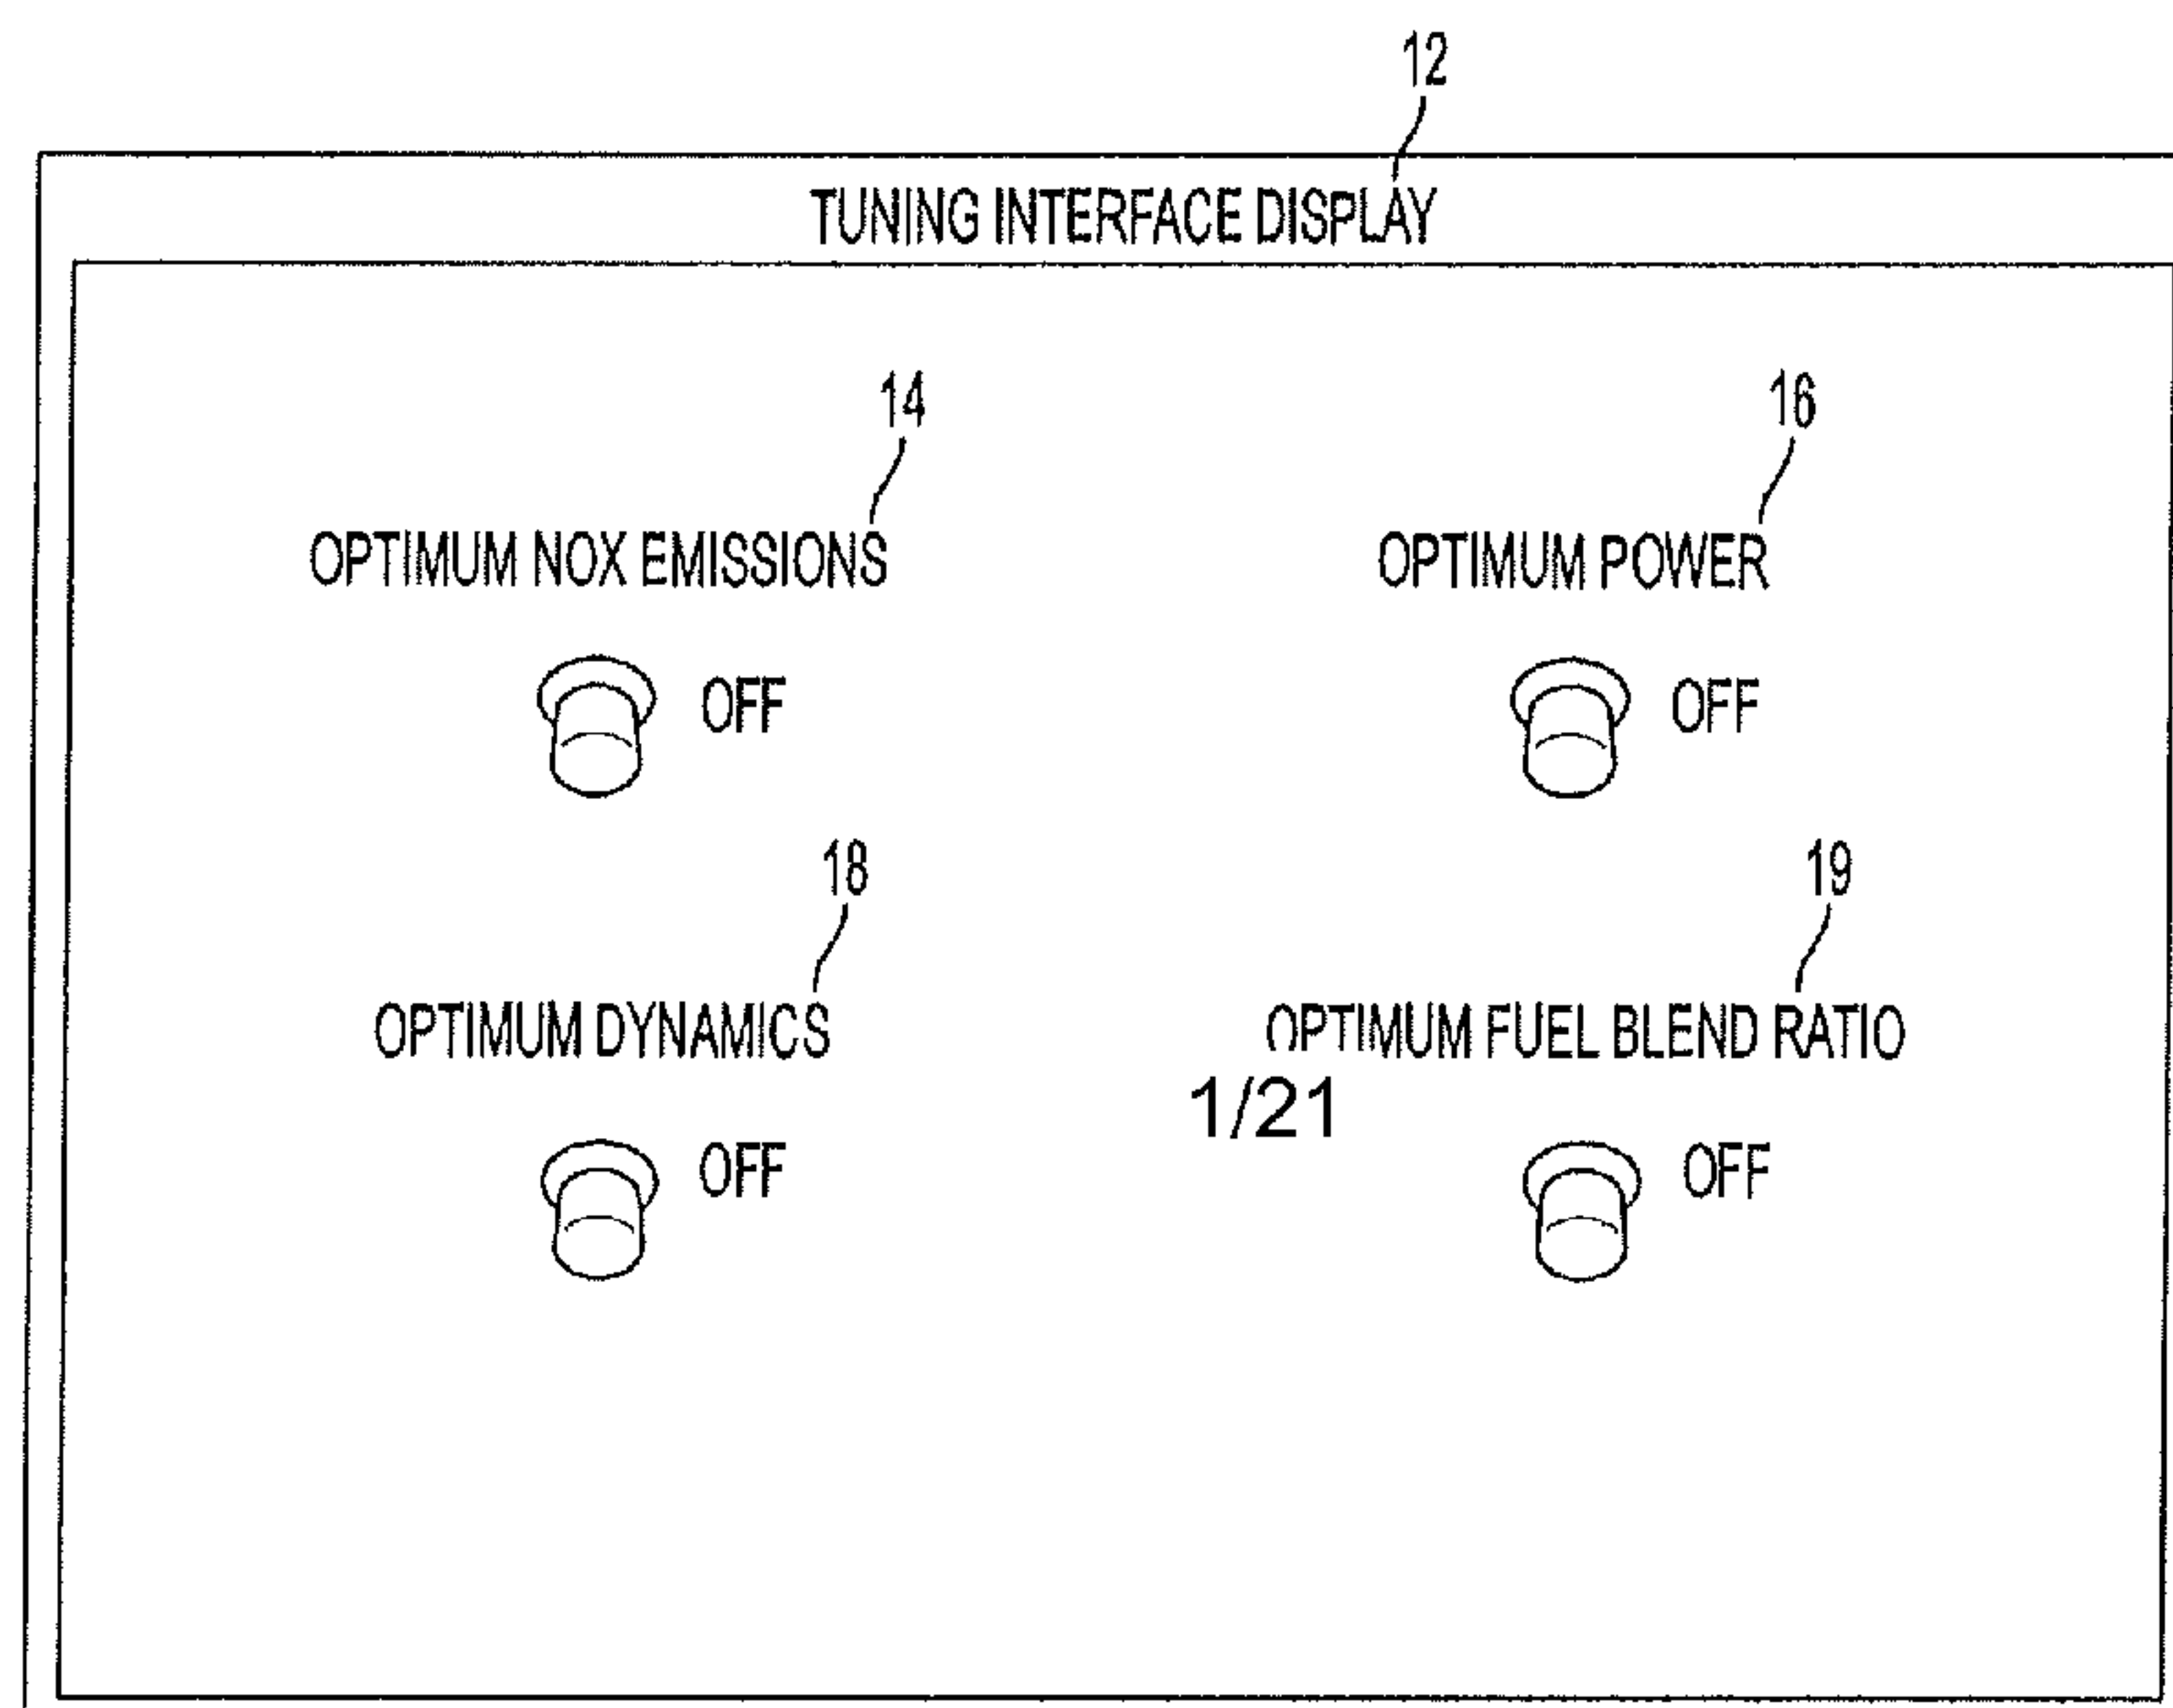 12
TUNING INTERFACE DISPLAY
14
16
OPTIMUM NOX EMISSIONS
OPTIMUM POWER
OFF
OFF
18
19
OPTIMUM DYNAMICS
OPTIMUM FUEL BLEND RATIO
1/21
OFF
OFF